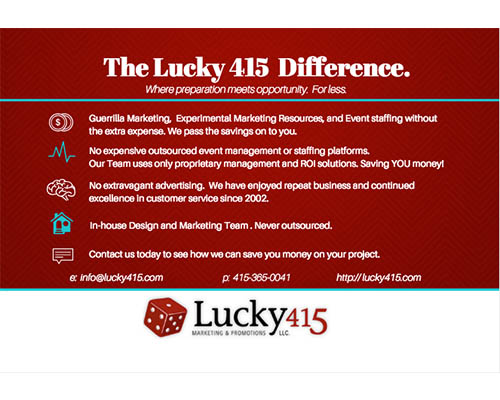 The Lucky 415 Difference.
Where preparation meets opportunity. For less.
Guerrilla Marketing, Experimental Marketing Resources, and Event staffing without
the extra expense. We pass the savings on to you.
No expensive outsourced event management or staffing platforms.
Our Team uses only proprietary management and ROI solutions. Saving YOU money!
No extravagant advertising. We have enjoyed repeat business and continued
excellence in customer service since 2002.
In-house Design and Marketing Team . Never outsourced.
Contact us today to see how we can save you money on your project.
e: info@lucky415.com p: 415-365-0041 http://lucky415.com
Lucky415
MARKETING & PROMOTIONS LLC.